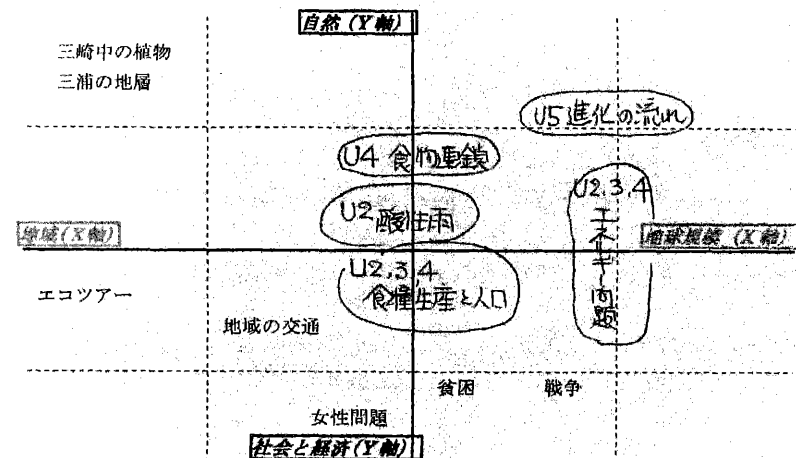 自然(Y軸)
三崎中の植物
三浦の地層
U5進化の流れ
U4 食物連鎖
U2,3,4
エネルギー問題
U2酸性雨
地域(X軸)
地球規模(X軸)
U2,3,4
食糧生産と人口
エコツアー
地域の交通
貧困
戦争
女性問題
社会と経済(Y軸)